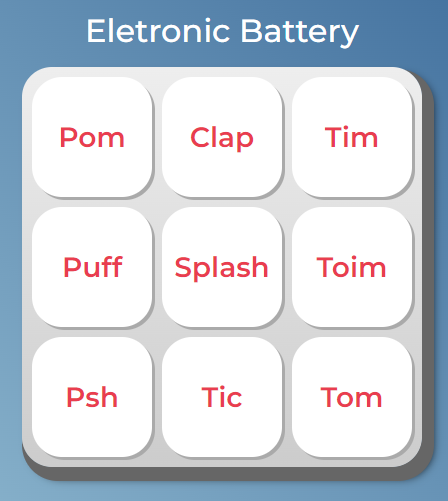 Eletronic Battery
Pom Clap Tim
Puff Splash Toim
Psh Tic Tom